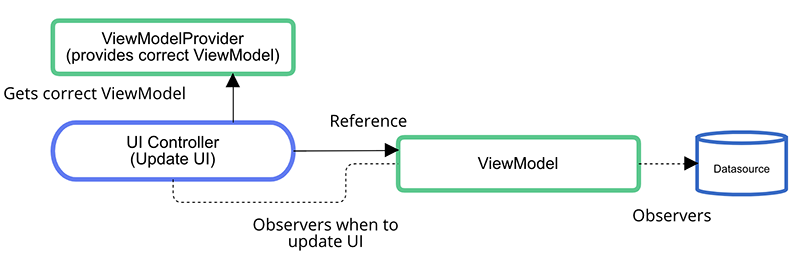 ViewModelProvider
(provides correct ViewModel)
Gets correct ViewModel
UI Controller
(Update UI)
Reference
ViewModel
Datasource
Observers when to
update UI
Observers